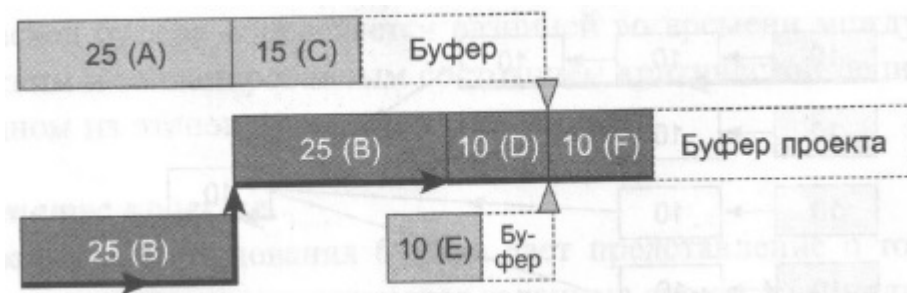 25 (A) 15 (C) Буфер
25 (B) 10 (D) 10 (F) Буфер проекта
25 (B) 10 (E) Бу-
фер